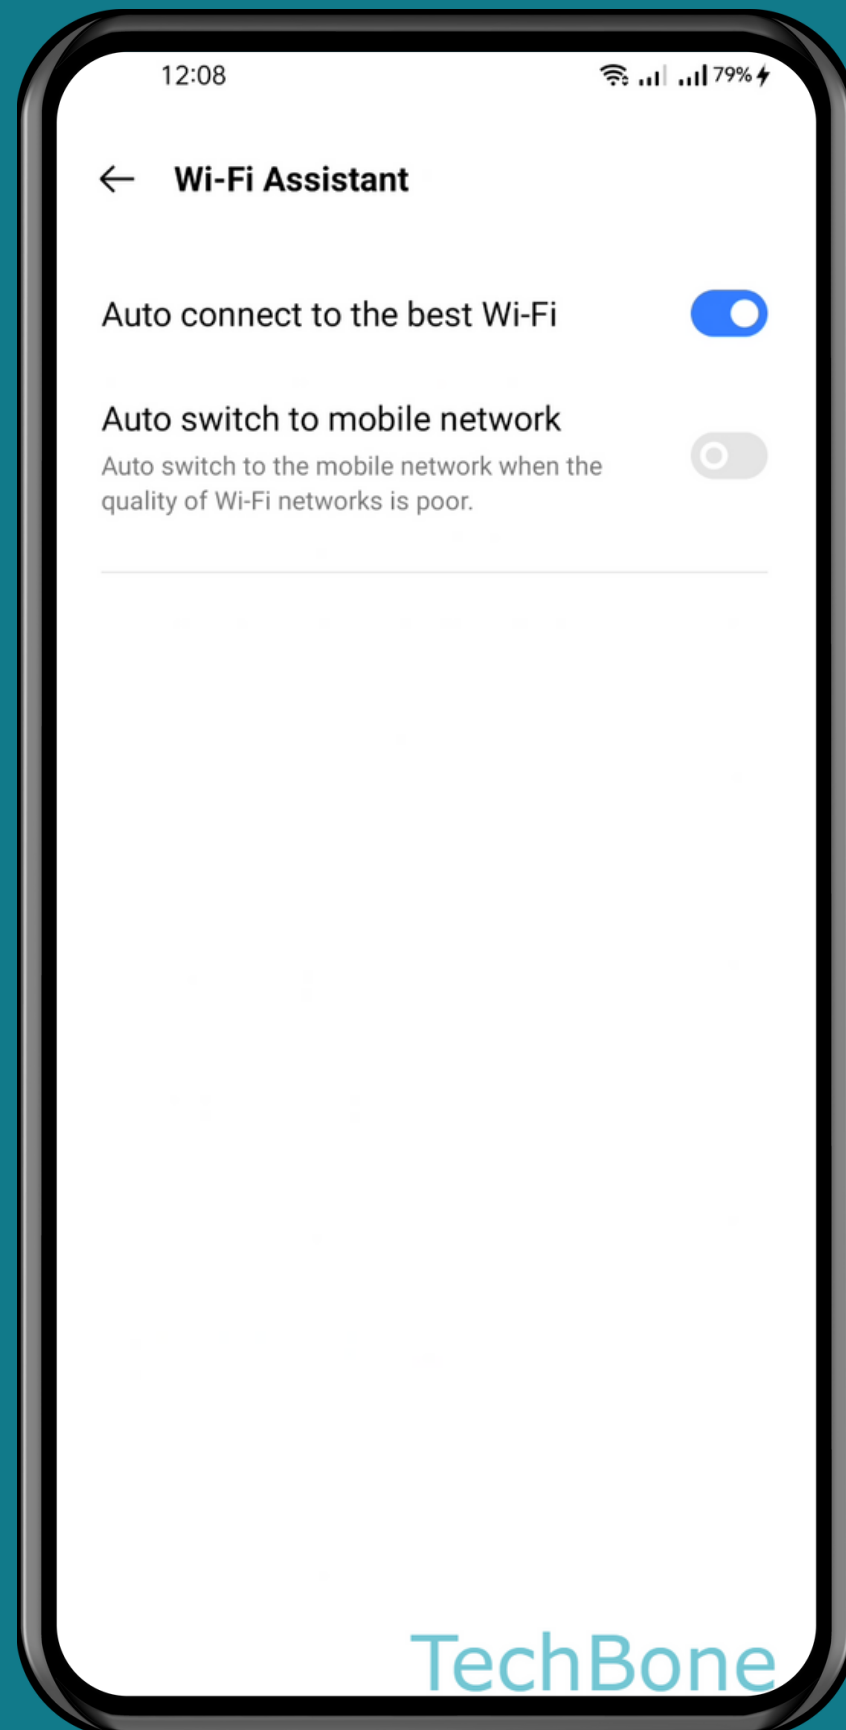 12:08 79%
Wi-Fi Assistant
Auto connect to the best Wi-Fi
Auto switch to mobile network
Auto switch to the mobile network when the
quality of Wi-Fi networks is poor.
TechBone